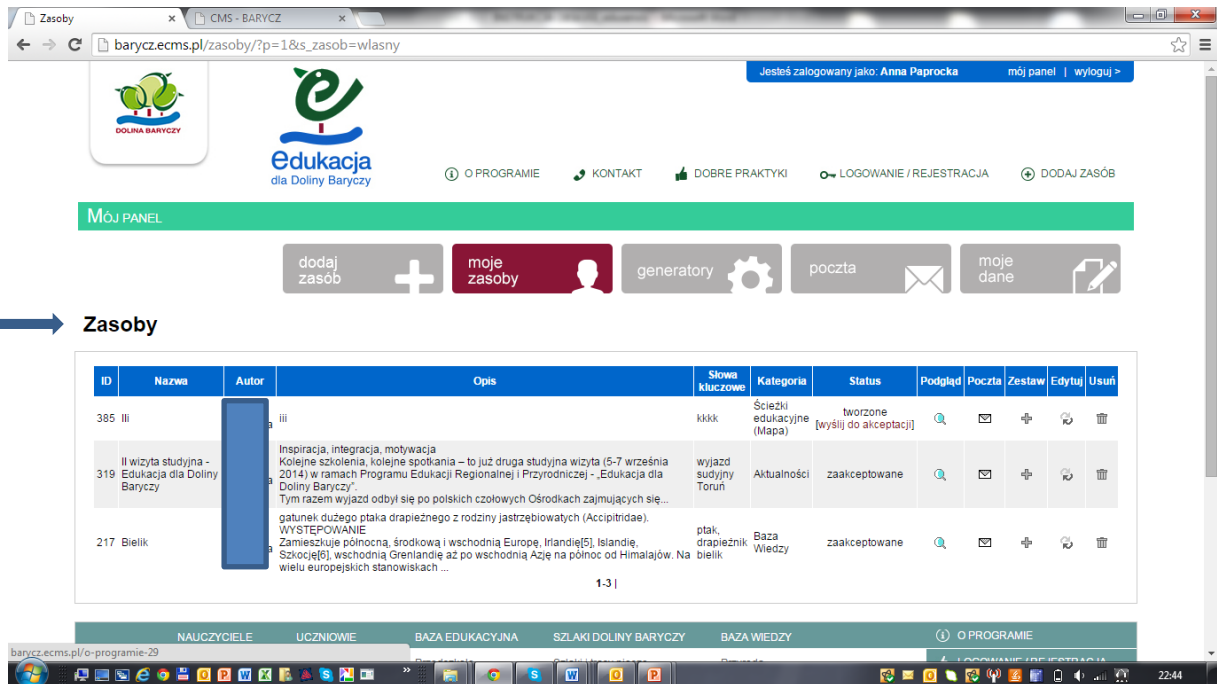 Zasoby
CMS - BARYCZ
barycz.ecms.pl/zasoby/?p=1&s_zasob=wlasny
Jesteś zalogowany jako: Anna Paprocka mój panel | wyloguj >
DOLINA BARYCZY
edukacja
dla Doliny Baryczy
O PROGRAMIE KONTAKT DOBRE PRAKTYKI LOGOWANIE / REJESTRACJA DODAJ ZASÓB
MÓJ PANEL
dodaj zasób
moje zasoby
generatory
poczta
moje dane
Zasoby
ID Nazwa Autor Opis Słowa kluczowe Kategoria Status Podgląd Poczta Zestaw Edytuj Usuń
385 Ili a iii kkkk Ścieżki edukacyjne (Mapa) tworzone [wyślij do akceptacji]
319 II wizyta studyjna - Edukacja dla Doliny Baryczy a
Inspiracja, integracja, motywacja
Kolejne szkolenia, kolejne spotkania – to już druga studyjna wizyta (5-7 września
2014) w ramach Programu Edukacji Regionalnej i Przyrodniczej - „Edukacja dla
Doliny Baryczy".
Tym razem wyjazd odbył się po polskich czołowych Ośrodkach zajmujących się...
wyjazd sudyjny Toruń
Aktualności zaakceptowane
217 Bielik a
gatunek dużego ptaka drapieżnego z rodziny jastrzębiowatych (Accipitridae).
WYSTĘPOWANIE
Zamieszkuje północną, środkową i wschodnią Europę, Irlandię[5], Islandię,
Szkocję[6], wschodnią Grenlandię aż po wschodnią Azję na północ od Himalajów. Na
wielu europejskich stanowiskach ...
ptak, drapieżnik bielik
Baza Wiedzy zaakceptowane
1-3 |
NAUCZYCIELE UCZNIOWIE BAZA EDUKACYJNA SZLAKI DOLINY BARYCZY BAZA WIEDZY O PROGRAMIE
barycz.ecms.pl/o-programie-29
22:44